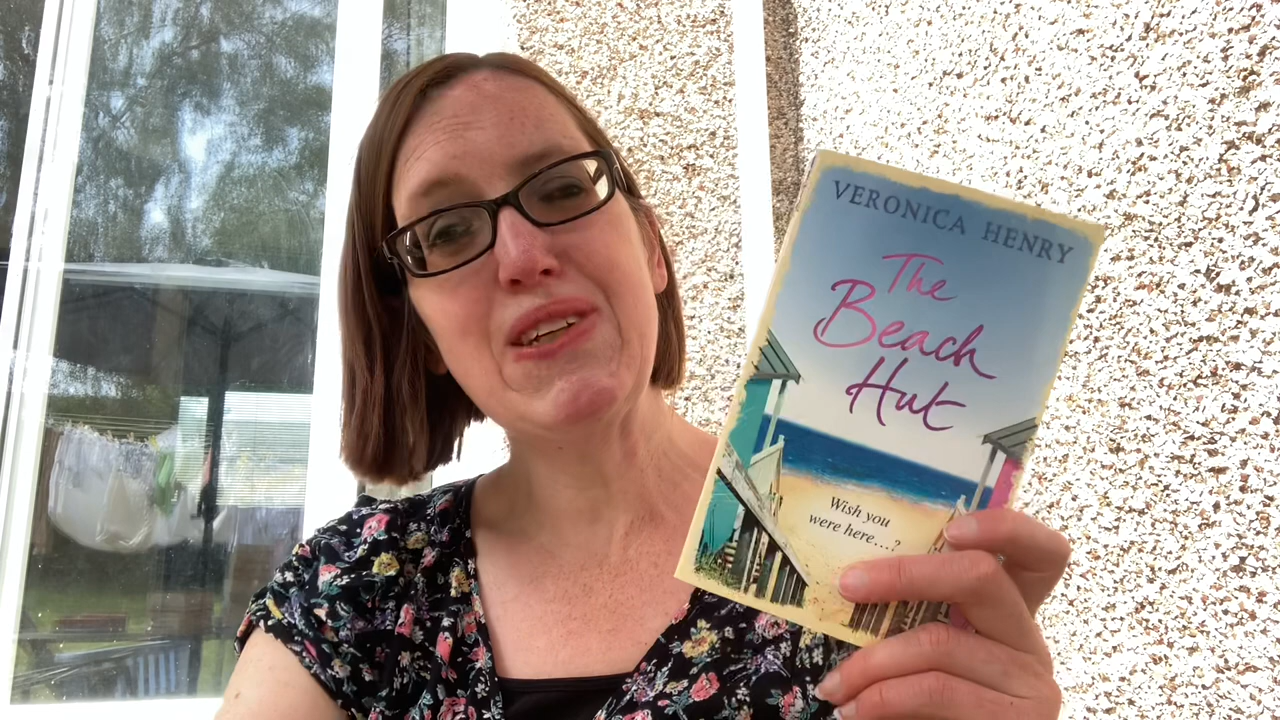 VERONICA HENRY
The
Beach
Hut
Wish you
were here....?